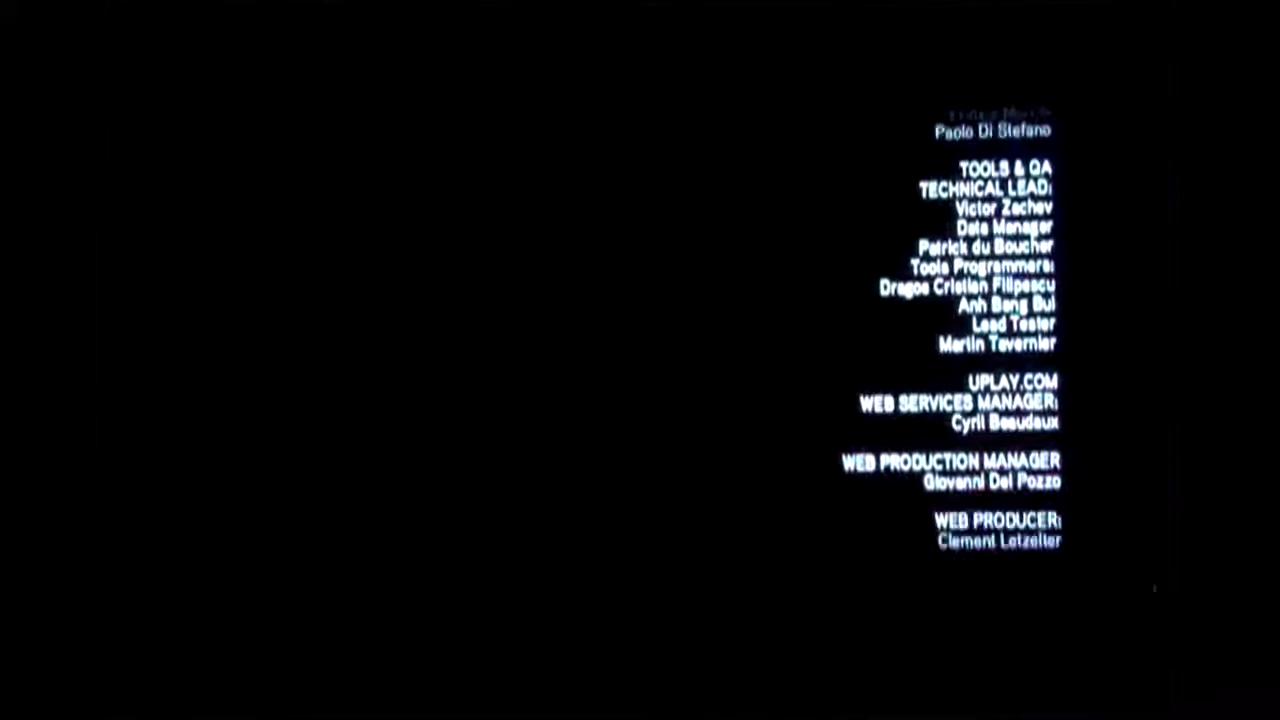 Paolo Di Stefano
TOOLS & QA
TECHNICAL LEAD:
Victor Zachev
Data Manager
Patrick du Boucher
Tools Programmers:
Dragos Cristian Filipescu
Anh Bang Bui
Lead Tester
Martin Tavernier
UPLAY.COM
WEB SERVICES MANAGER:
Cyril Beaudaux
WEB PRODUCTION MANAGER
Giovanni Del Pozzo
WEB PRODUCER:
Clement Letzelter